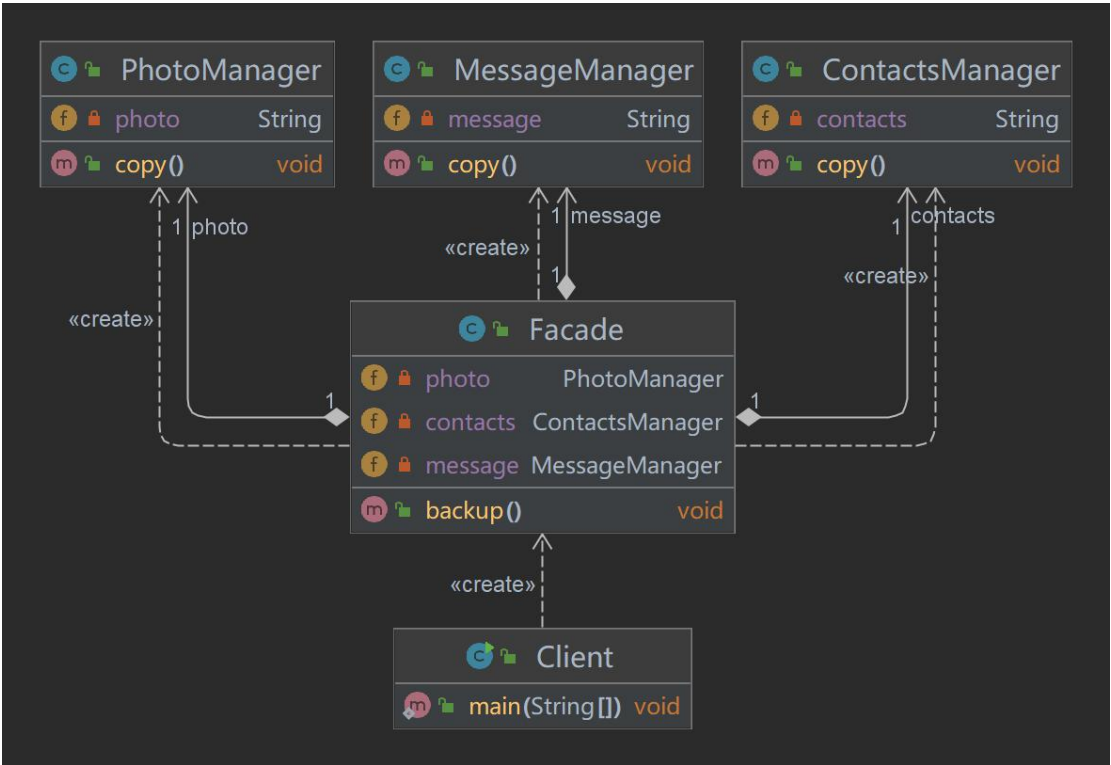 PhotoManager
photo String
copy() void
MessageManager
message String
copy() void
ContactsManager
contacts String
copy() void
1 photo
1 message
1 contacts
«create»
«create»
«create»
1
1
1
Facade
photo PhotoManager
contacts ContactsManager
message MessageManager
backup() void
«create»
Client
main(String[]) void